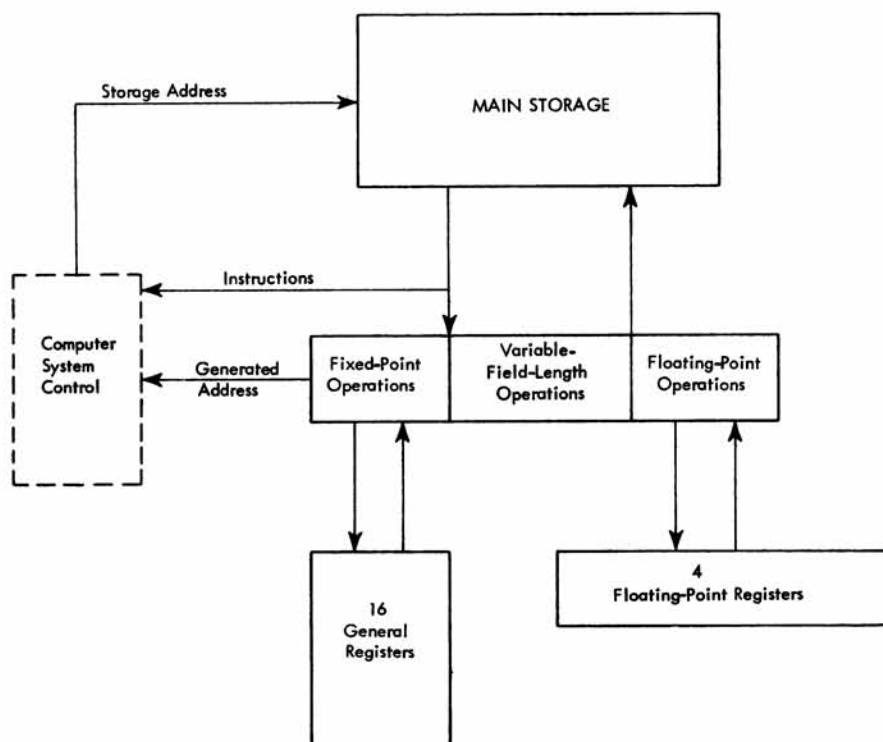 Storage Address
MAIN STORAGE
Instructions
Computer
System
Control
Generated
Address
Fixed-Point
Operations
Variable-
Field-Length
Operations
Floating-Point
Operations
16
General
Registers
4
Floating-Point Registers